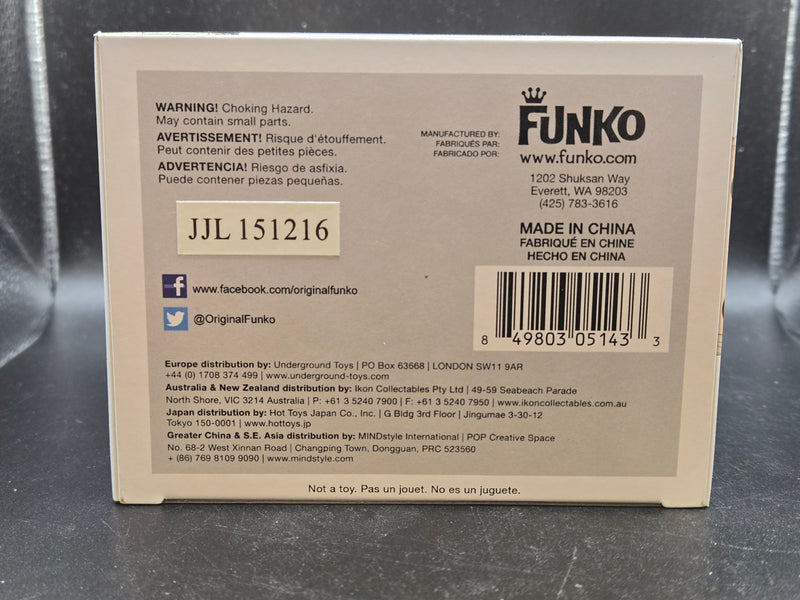 WARNING! Choking Hazard.
May contain small parts.
AVERTISSEMENT! Risque d'étouffement.
Peut contenir des petites pièces.
ADVERTENCIA! Riesgo de asfixia.
Puede contener piezas pequeñas.
MANUFACTURED BY:
FABRIQUÉS PAR:
FABRICADO POR:
FUNKO
www.funko.com
1202 Shuksan Way
Everett, WA 98203
(425) 783-3616
MADE IN CHINA
FABRIQUÉ EN CHINE
HECHO EN CHINA
JJL 151216
f www.facebook.com/originalfunko
@OriginalFunko
8 49803 05143 3
Europe distribution by: Underground Toys | PO Box 63668 | LONDON SW11 9AR
+44 (0) 1708 374 499 | www.underground-toys.com
Australia & New Zealand distribution by: Ikon Collectables Pty Ltd | 49-59 Seabeach Parade
North Shore, VIC 3214 Australia | P: +61 3 5240 7900 | F: +61 3 5240 7950 | www.ikoncollectables.com.au
Japan distribution by: Hot Toys Japan Co., Inc. | G Bldg 3rd Floor | Jingumae 3-30-12
Tokyo 150-0001 | www.hottoys.jp
Greater China & S.E. Asia distribution by: MINDstyle International | POP Creative Space
No. 68-2 West Xinnan Road | Changping Town, Dongguan, PRC 523560
+ (86) 769 8109 9090 | www.mindstyle.com
Not a toy. Pas un jouet. No es un juguete.